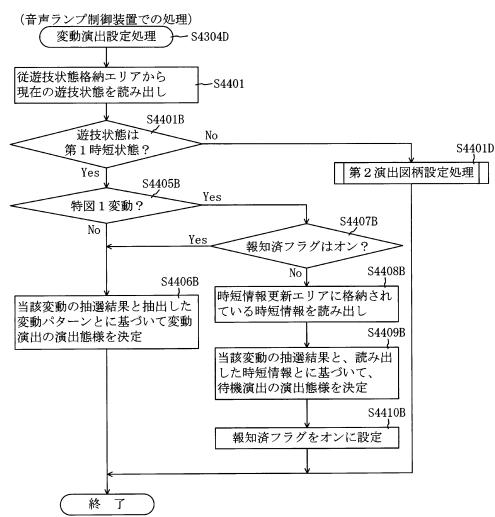 (音声ランプ制御装置での処理)
変動演出設定処理
S4304D
従遊技状態格納エリアから
現在の遊技状態を読み出し
S4401
S4401B
遊技状態は
第1時短状態?
No
Yes
S4401D
第2演出図柄設定処理
S4405B
特図1変動?
Yes
No
S4407B
報知済フラグはオン?
Yes
No
S4406B
当該変動の抽選結果と抽出した
変動パターンとに基づいて変動
演出の演出態様を決定
S4408B
時短情報更新エリアに格納され
ている時短情報を読み出し
S4409B
当該変動の抽選結果と、読み出
した時短情報とに基づいて、
待機演出の演出態様を決定
S4410B
報知済フラグをオンに設定
終 了